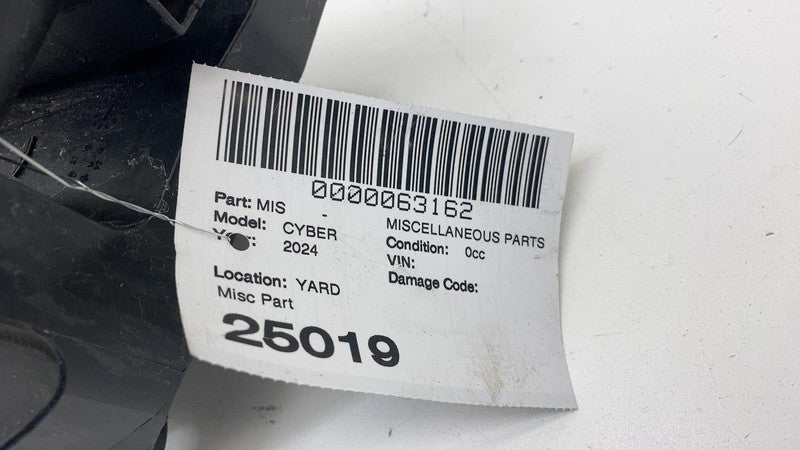 0000063162
Part: MIS - MISCELLANEOUS PARTS
Model: CYBER Condition: 0cc
2024 VIN:
Damage Code:
Location: YARD
Misc Part
25019